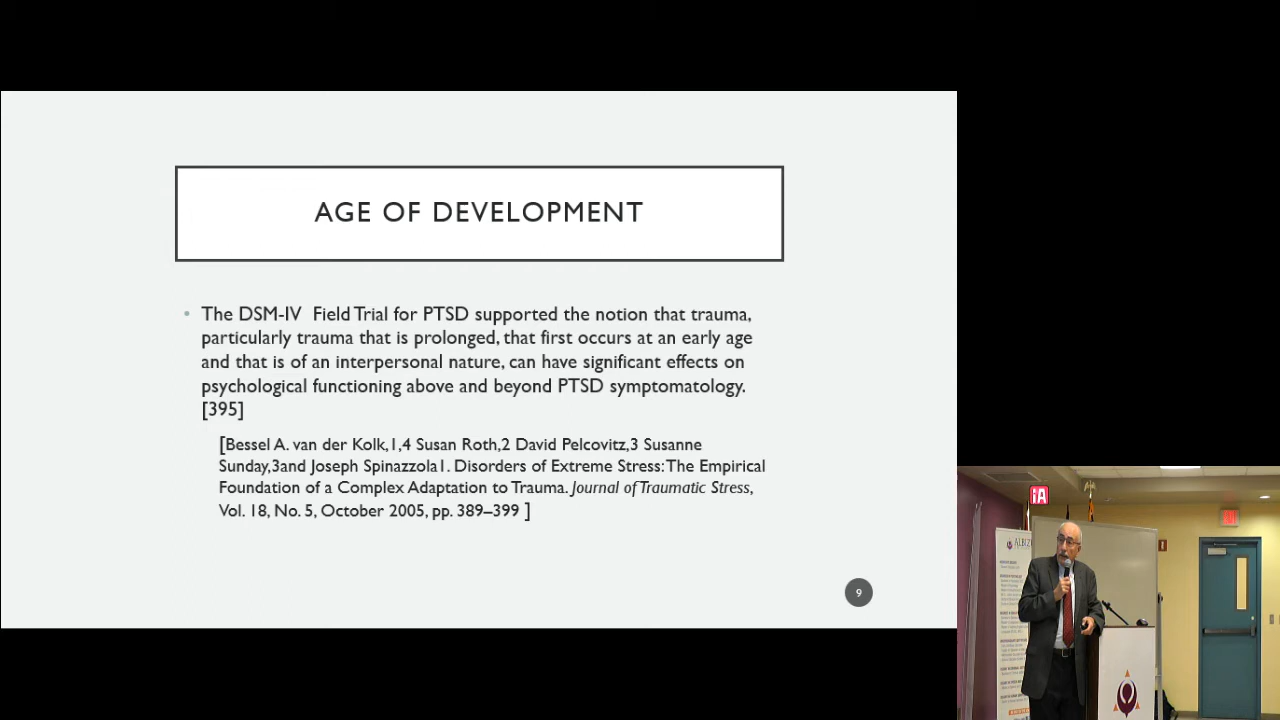 AGE OF DEVELOPMENT
• The DSM-IV  Field Trial for PTSD supported the notion that trauma,
particularly trauma that is prolonged, that first occurs at an early age
and that is of an interpersonal nature, can have significant effects on
psychological functioning above and beyond PTSD symptomatology.
[395]
[Bessel A. van der Kolk,1,4 Susan Roth,2 David Pelcovitz,3 Susanne
Sunday,3and Joseph Spinazzola1. Disorders of Extreme Stress: The Empirical
Foundation of a Complex Adaptation to Trauma. Journal of Traumatic Stress,
Vol. 18, No. 5, October 2005, pp. 389–399 ]
9
iA
ALBIZ